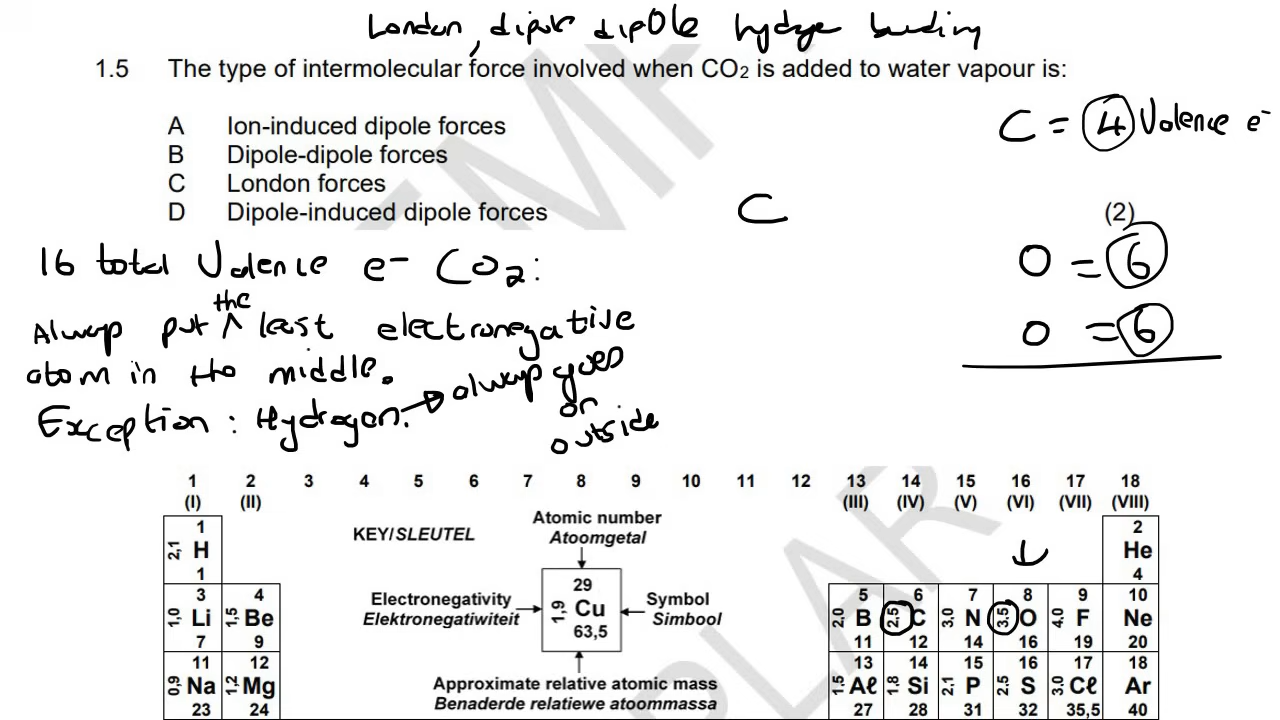 London, dipole dipole hydrogen bonding
1.5 The type of intermolecular force involved when CO2 is added to water vapour is:
C = 4 Valence e-
A Ion-induced dipole forces
B Dipole-dipole forces
C London forces
D Dipole-induced dipole forces
C
(2)
O = 6
O = 6
16 total Valence e- CO2:
Always put the least electronegative
atom in the middle.
Exception: Hydrogen. → always goes
on
outside
1 2 3 4 5 6 7 8 9 10 11 12 13 14 15 16 17 18
(I) (II) (III) (IV) (V) (VI) (VII) (VIII)
KEY/SLEUTEL
Atomic number
Atoomgetal
Electronegativity
Elektronegatiwiteit
29
1,9 Cu
63,5
Symbol
Simbool
Approximate relative atomic mass
Benaderde relatiewe atoommassa
1 2
2,1 H He
1 4
3 4 5 6 7 8 9 10
1,0 Li 1,5 Be 2,0 B 2,5 C 3,0 N 3,5 O 4,0 F Ne
7 9 11 12 14 16 19 20
11 12 13 14 15 16 17 18
0,9 Na 1,2 Mg 1,5 Aℓ 1,8 Si 2,1 P 2,5 S 3,0 Cℓ Ar
23 24 27 28 31 32 35,5 40